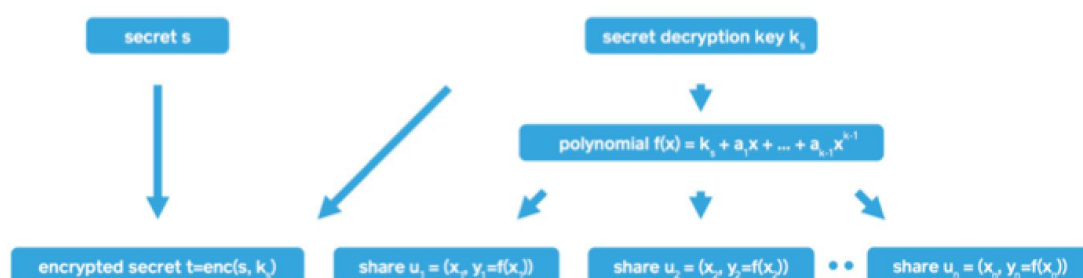 secret s
secret decryption key kₛ
polynomial f(x) = kₛ + a₁x + ... + aₖ₋₁xᵏ⁻¹
encrypted secret t=enc(s, kₛ)
share u₁ = (x₁, y₁=f(x₁))
share u₂ = (x₂, y₂=f(x₂))
share uₙ = (xₙ, yₙ=f(xₙ))